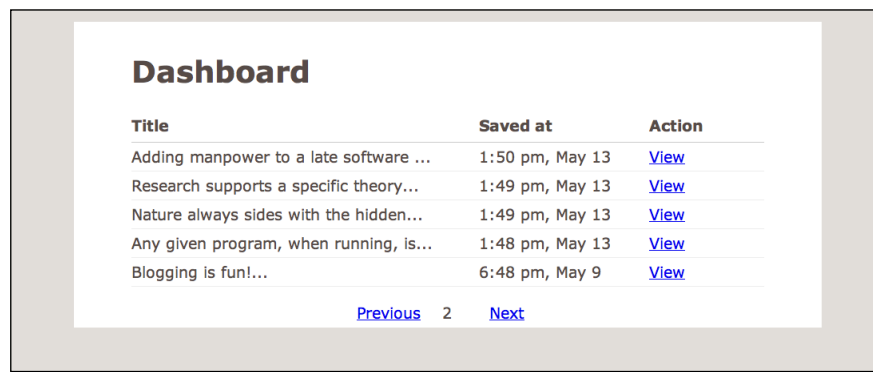 Dashboard
Title Saved at Action
Adding manpower to a late software ... 1:50 pm, May 13 View
Research supports a specific theory... 1:49 pm, May 13 View
Nature always sides with the hidden... 1:49 pm, May 13 View
Any given program, when running, is... 1:48 pm, May 13 View
Blogging is fun!... 6:48 pm, May 9 View
Previous 2 Next